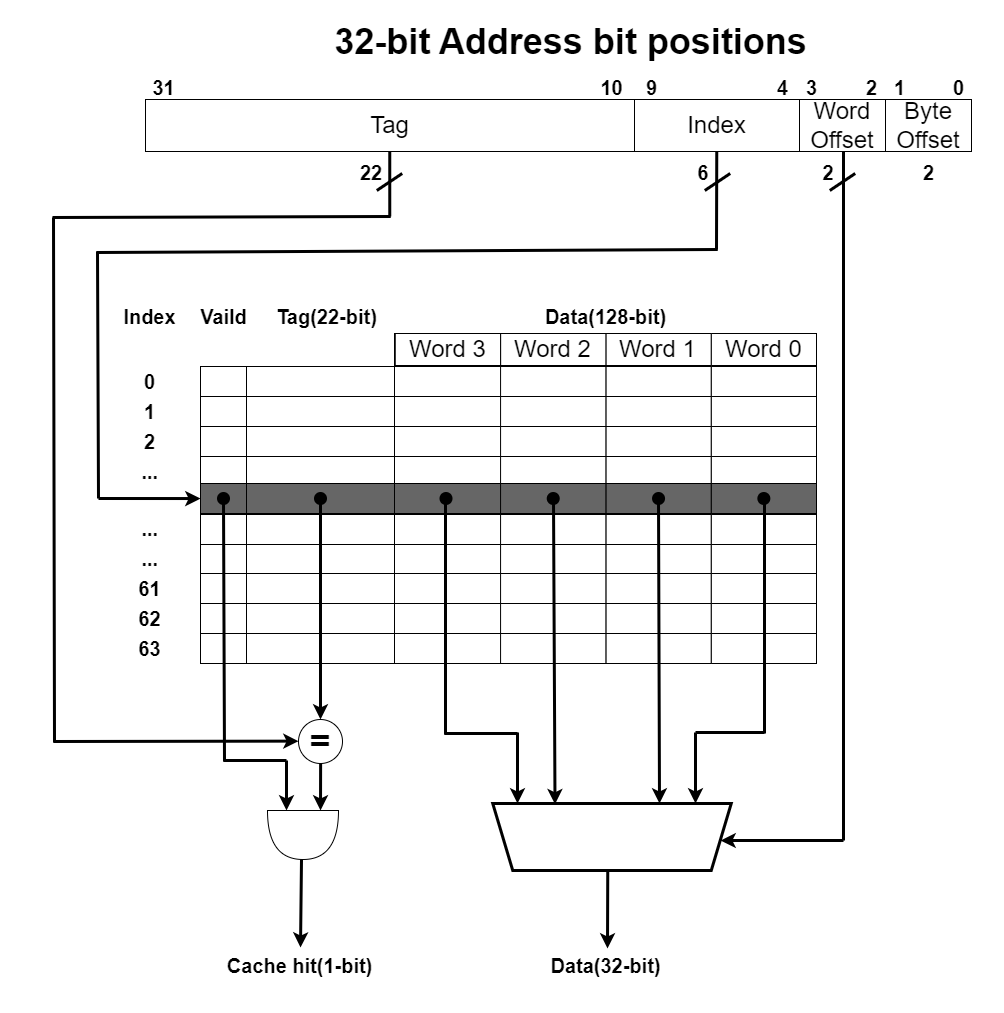 32-bit Address bit positions
31 10 9 4 3 2 1 0
Tag Index Word Offset Byte Offset
22 6 2 2
Index Vaild Tag(22-bit) Data(128-bit)
Word 3 Word 2 Word 1 Word 0
0
1
2
...
...
...
61
62
63
=
Cache hit(1-bit) Data(32-bit)